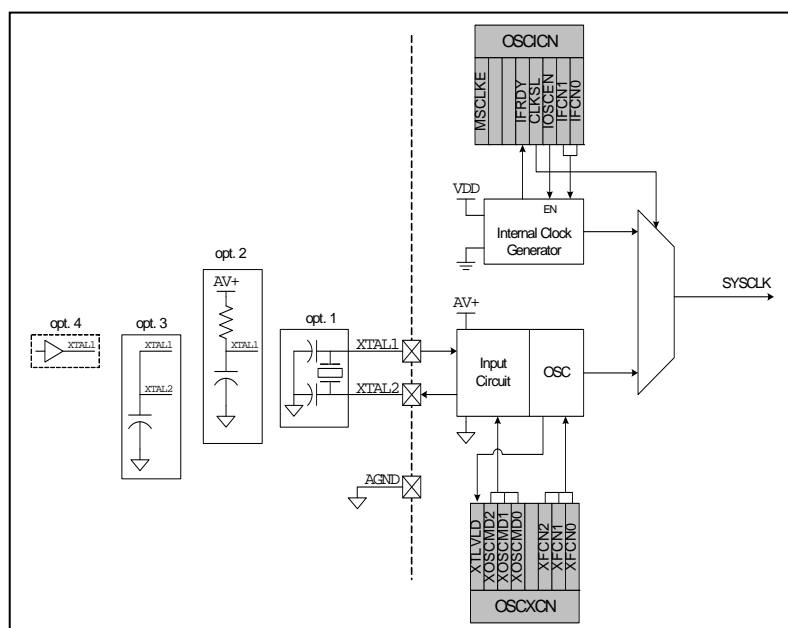 OSCICN
MSCLKE
IFRDY
CLKSL
IOSCEN
IFCN1
IFCN0
VDD
EN
Internal Clock
Generator
opt. 2
AV+
XTAL1
opt. 4
XTAL1
opt. 3
XTAL1
XTAL2
opt. 1
XTAL1
XTAL2
AV+
Input
Circuit
OSC
SYSCLK
AGND
XTLVLD
XOSCMD2
XOSCMD1
XOSCMD0
XFCN2
XFCN1
XFCN0
OSCXCN